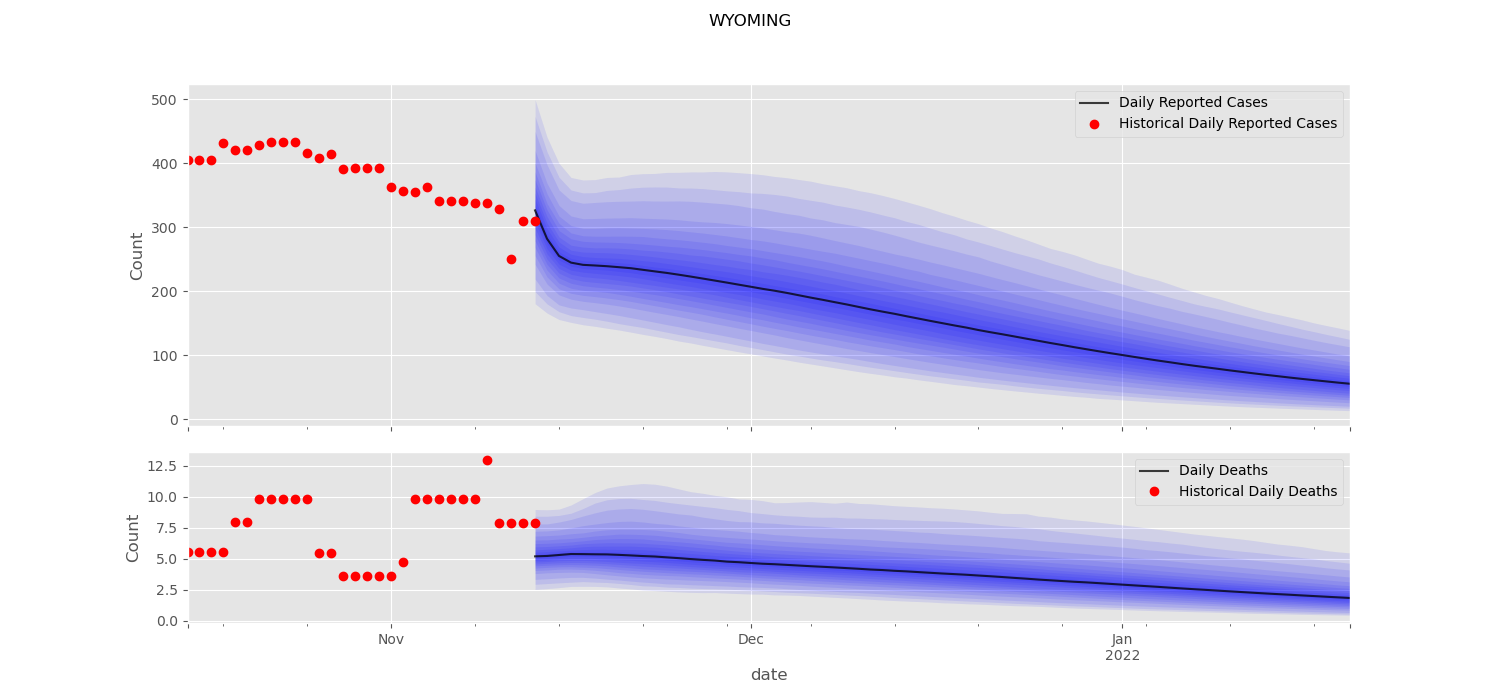 WYOMING
500
400
300
200
100
0
Count
Daily Reported Cases
Historical Daily Reported Cases
12.5
10.0
7.5
5.0
2.5
0.0
Count
Daily Deaths
Historical Daily Deaths
Nov
Dec
Jan
2022
date